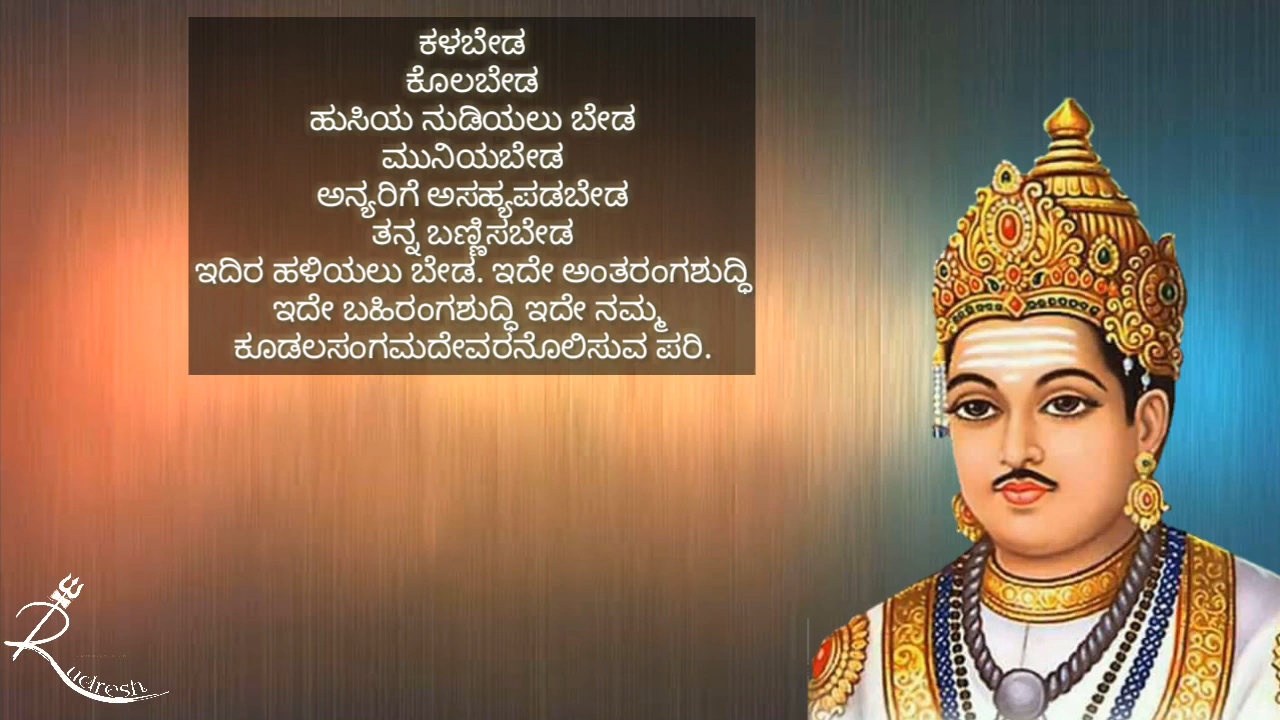 ಕಳಬೇಡ
ಕೊಲಬೇಡ
ಹುಸಿಯ ನುಡಿಯಲು ಬೇಡ
ಮುನಿಯಬೇಡ
ಅನ್ಯರಿಗೆ ಅಸಹ್ಯಪಡಬೇಡ
ತನ್ನ ಬಣ್ಣಿಸಬೇಡ
ಇದಿರ ಹಳಿಯಲು ಬೇಡ. ಇದೇ ಅಂತರಂಗಶುದ್ಧಿ
ಇದೇ ಬಹಿರಂಗಶುದ್ಧಿ ಇದೇ ನಮ್ಮ
ಕೂಡಲಸಂಗಮದೇವರನೊಲಿಸುವ ಪರಿ.
Rudresh